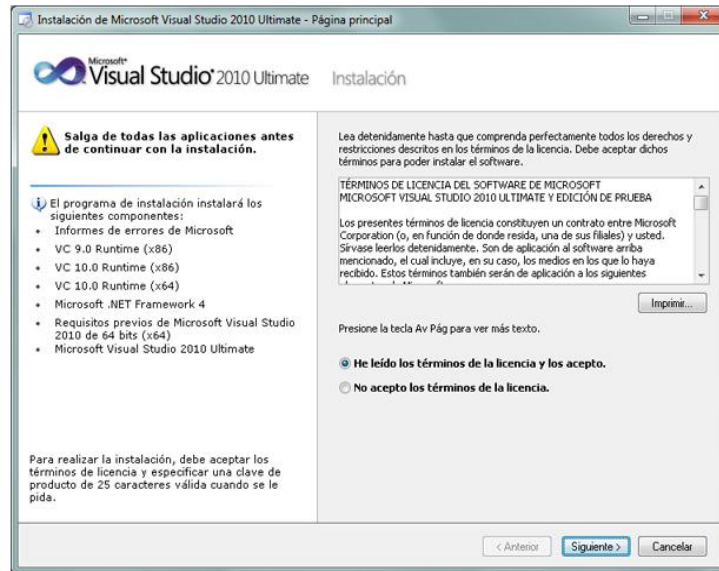 Instalación de Microsoft Visual Studio 2010 Ultimate - Página principal
Microsoft
Visual Studio 2010 Ultimate
Instalación
Salga de todas las aplicaciones antes
de continuar con la instalación.
El programa de instalación instalará los
siguientes componentes:
• Informes de errores de Microsoft
• VC 9.0 Runtime (x86)
• VC 10.0 Runtime (x86)
• VC 10.0 Runtime (x64)
• Microsoft .NET Framework 4
• Requisitos previos de Microsoft Visual Studio
2010 de 64 bits (x64)
• Microsoft Visual Studio 2010 Ultimate
Para realizar la instalación, debe aceptar los
términos de licencia y especificar una clave de
producto de 25 caracteres válida cuando se le
pida.
Lea detenidamente hasta que comprenda perfectamente todos los derechos y
restricciones descritos en los términos de la licencia. Debe aceptar dichos
términos para poder instalar el software.
TÉRMINOS DE LICENCIA DEL SOFTWARE DE MICROSOFT
MICROSOFT VISUAL STUDIO 2010 ULTIMATE Y EDICIÓN DE PRUEBA
Los presentes términos de licencia constituyen un contrato entre Microsoft
Corporation (o, en función de donde resida, una de sus filiales) y usted.
Sírvase leerlos detenidamente. Son de aplicación al software arriba
mencionado, el cual incluye, en su caso, los medios en los que lo haya
recibido. Estos términos también serán de aplicación a los siguientes
Imprimir...
Presione la tecla Av Pág para ver más texto.
He leído los términos de la licencia y los acepto.
No acepto los términos de la licencia.
< Anterior
Siguiente >
Cancelar